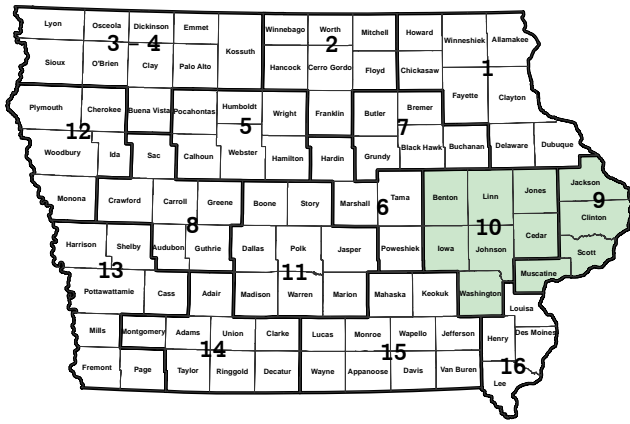 Lyon Osceola Dickinson Emmet Winnebago Worth Mitchell Howard Winneshiek Allamakee
3 - 4 Kossuth 2
Sioux O'Brien Clay Palo Alto Hancock Cerro Gordo Floyd Chickasaw 1
Plymouth Cherokee Buena Vista Pocahontas Humboldt Wright Franklin Butler Bremer Fayette Clayton
12 5 7
Woodbury Ida Sac Calhoun Webster Hamilton Hardin Grundy Black Hawk Buchanan Delaware Dubuque
Monona Crawford Carroll Greene Boone Story Marshall Tama Benton Linn Jones Jackson
8 6 10 9
Clinton
Harrison Shelby Audubon Guthrie Dallas Polk Jasper Poweshiek Iowa Johnson Cedar Scott
13 11
Pottawattamie Cass Adair Madison Warren Marion Mahaska Keokuk Washington Muscatine
Louisa
Mills Montgomery Adams Union Clarke Lucas Monroe Wapello Jefferson Henry Des Moines
14 15 16
Fremont Page Taylor Ringgold Decatur Wayne Appanoose Davis Van Buren Lee